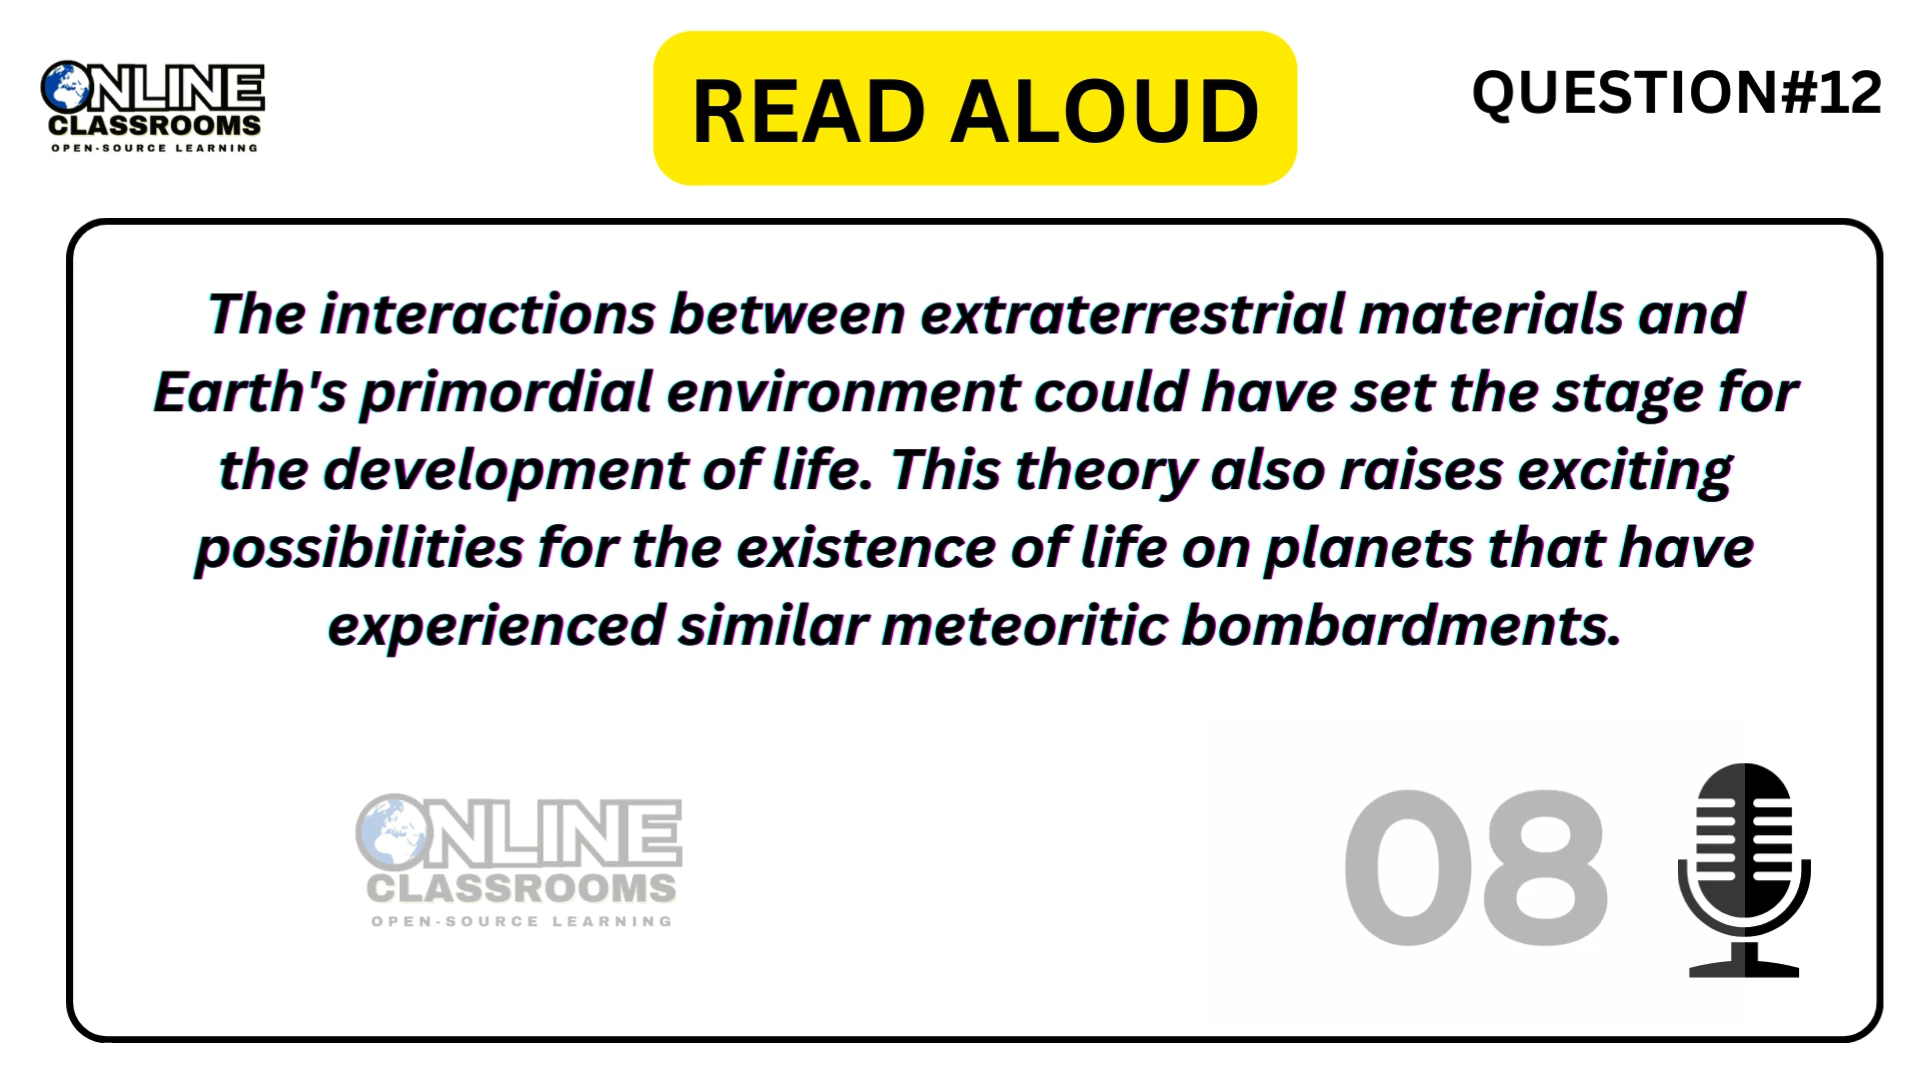 ONLINE
CLASSROOMS
OPEN-SOURCE LEARNING
READ ALOUD
QUESTION#12
The interactions between extraterrestrial materials and
Earth's primordial environment could have set the stage for
the development of life. This theory also raises exciting
possibilities for the existence of life on planets that have
experienced similar meteoritic bombardments.
ONLINE
CLASSROOMS
OPEN-SOURCE LEARNING
08